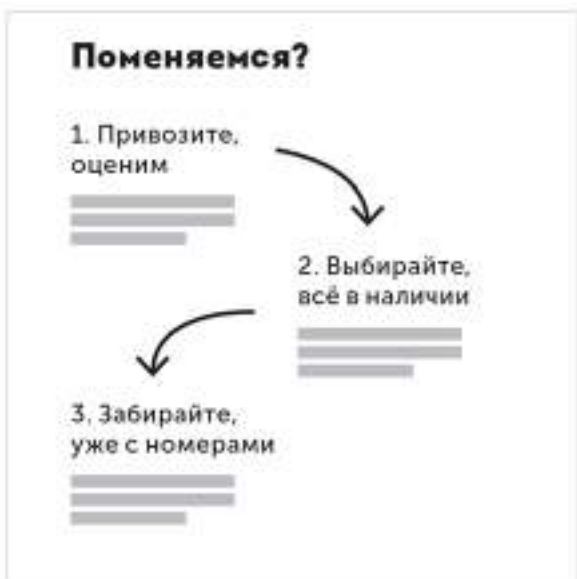 Поменяемся?
1. Привозите,
оценим
2. Выбирайте,
всё в наличии
3. Забирайте,
уже с номерами